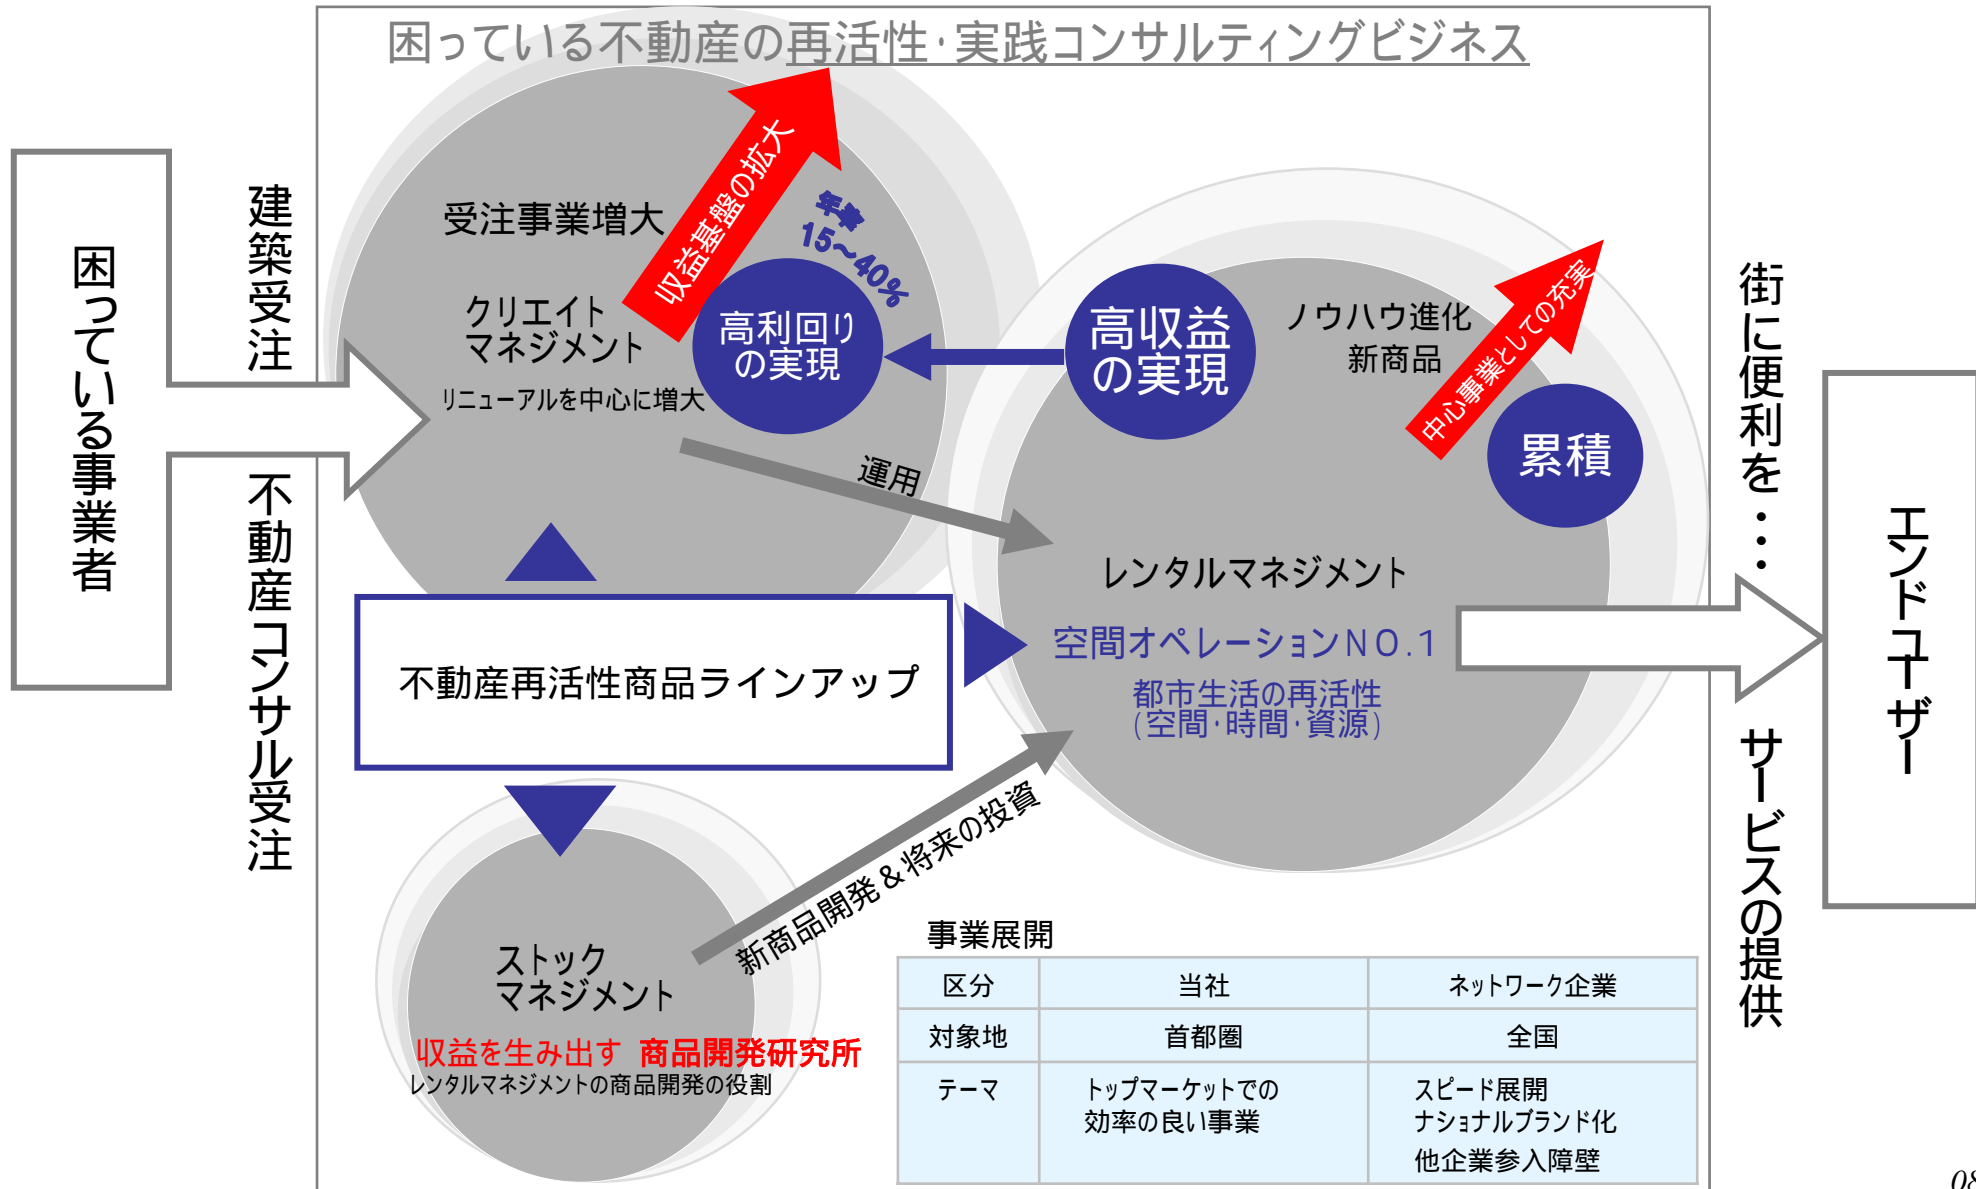 困っている不動産の再活性・実践コンサルティングビジネス
困っている事業者
建築受注
不動産コンサル受注
受注事業増大
クリエイト
マネジメント
リニューアルを中心に増大
収益基盤の拡大
年率
15～40%
高利回り
の実現
高収益
の実現
ノウハウ進化
新商品
中心事業としての充実
累積
運用
レンタルマネジメント
空間オペレーションNO.1
都市生活の再活性
(空間・時間・資源)
不動産再活性商品ラインアップ
新商品開発＆将来の投資
ストック
マネジメント
収益を生み出す 商品開発研究所
レンタルマネジメントの商品開発の役割
街に便利を・・・・
サービスの提供
エンドユーザー
事業展開
区分 当社 ネットワーク企業
対象地 首都圏 全国
テーマ トップマーケットでの スピード展開
効率の良い事業 ナショナルブランド化
他企業参入障壁
08